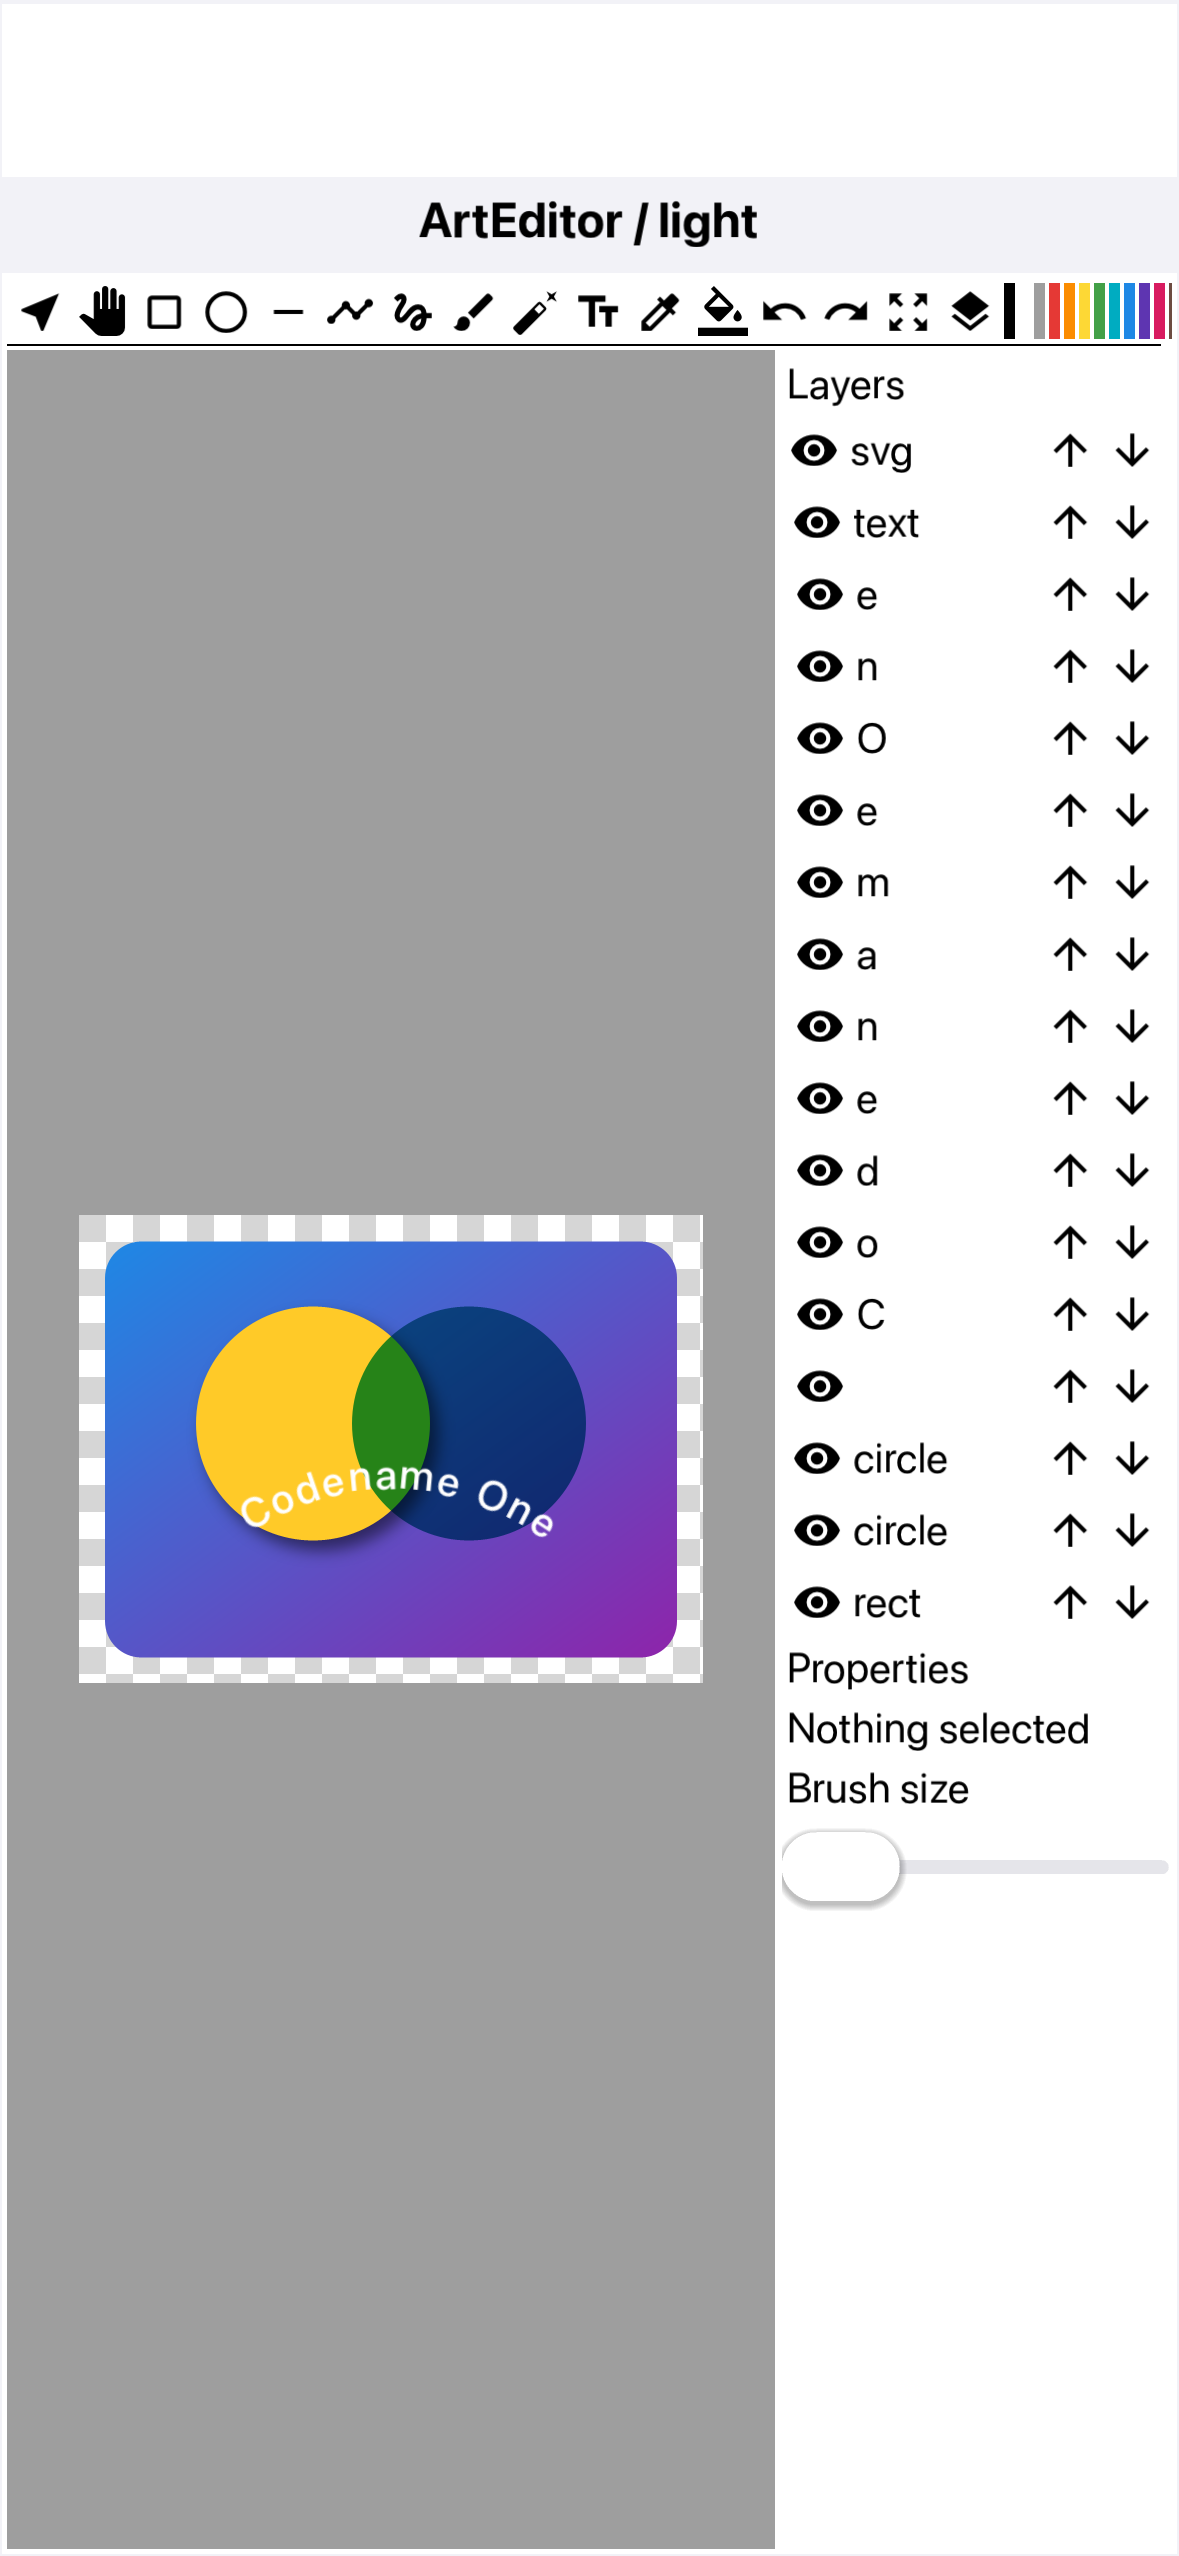 ArtEditor / light
Layers
svg
text
e
n
O
e
m
a
n
e
d
o
C
circle
circle
rect
Properties
Nothing selected
Brush size
Codename One